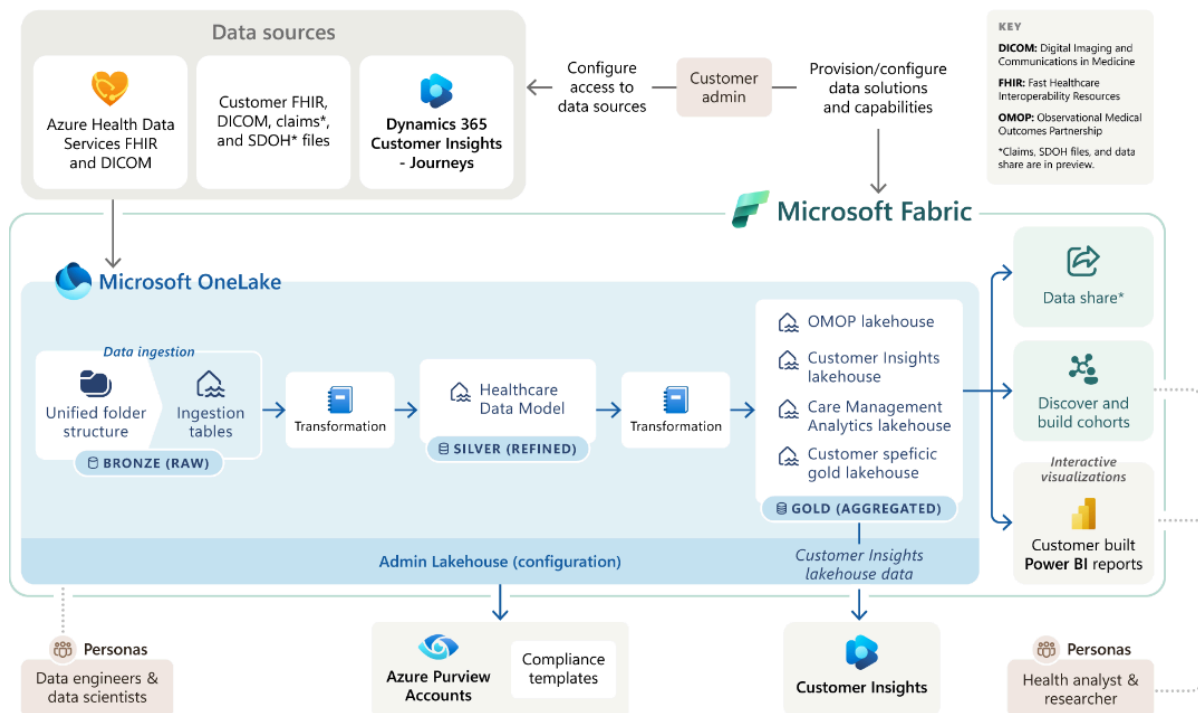 Data sources
Azure Health Data
Services FHIR
and DICOM
Customer FHIR,
DICOM, claims*,
and SDOH* files
Dynamics 365
Customer Insights
- Journeys
Configure
access to
data sources
Customer
admin
Provision/configure
data solutions
and capabilities
KEY
DICOM: Digital Imaging and
Communications in Medicine
FHIR: Fast Healthcare
Interoperability Resources
OMOP: Observational Medical
Outcomes Partnership
*Claims, SDOH files, and data
share are in preview.
Microsoft Fabric
Microsoft OneLake
Data ingestion
Unified folder
structure
Ingestion
tables
BRONZE (RAW)
Transformation
Healthcare
Data Model
SILVER (REFINED)
Transformation
OMOP lakehouse
Customer Insights
lakehouse
Care Management
Analytics lakehouse
Customer speficic
gold lakehouse
GOLD (AGGREGATED)
Data share*
Discover and
build cohorts
Interactive
visualizations
Customer built
Power BI reports
Admin Lakehouse (configuration)
Customer Insights
lakehouse data
Personas
Data engineers &
data scientists
Azure Purview
Accounts
Compliance
templates
Customer Insights
Personas
Health analyst &
researcher